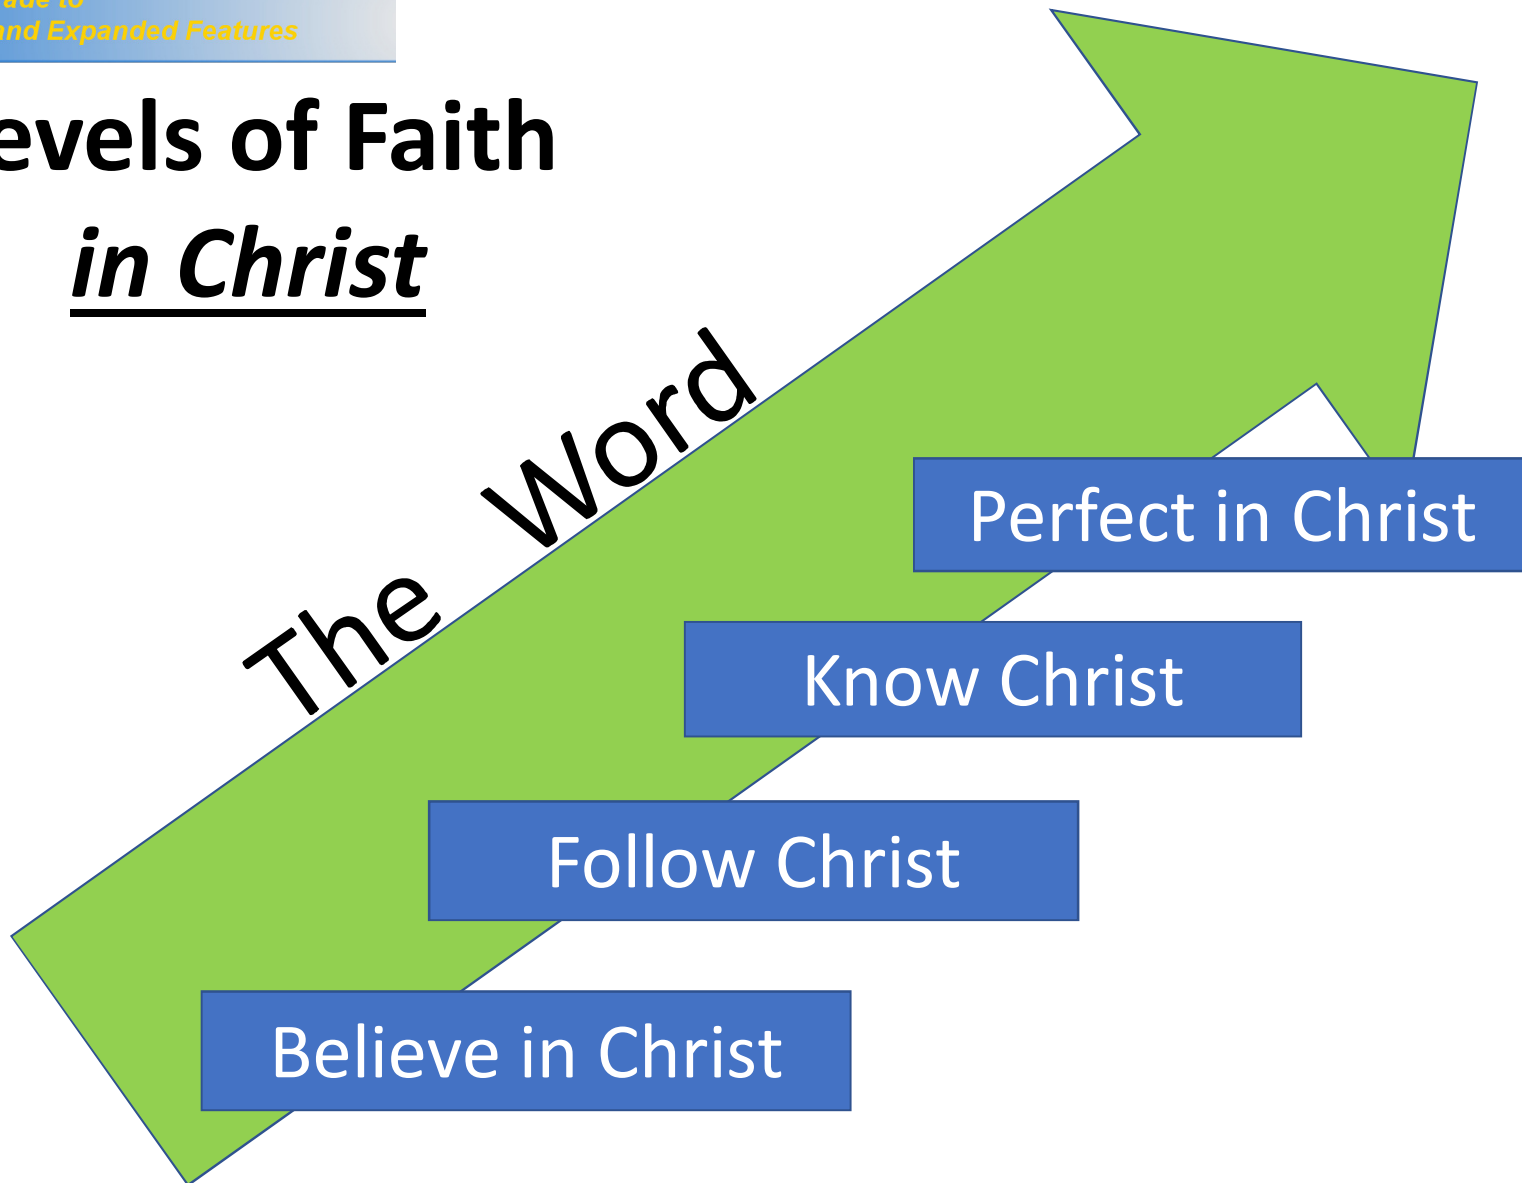 and Expanded Features
evels of Faith
in Christ
The Word
Perfect in Christ
Know Christ
Follow Christ
Believe in Christ